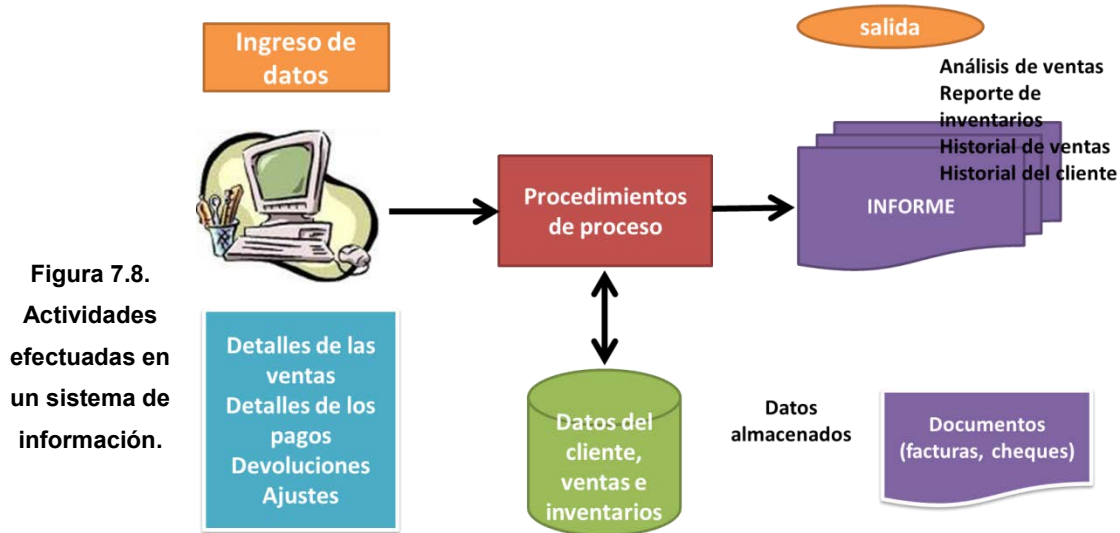 Ingreso de
datos
salida
Análisis de ventas
Reporte de
inventarios
Historial de ventas
Historial del cliente
INFORME
Procedimientos
de proceso
Figura 7.8.
Actividades
efectuadas en
un sistema de
información.
Detalles de las
ventas
Detalles de los
pagos
Devoluciones
Ajustes
Datos del
cliente,
ventas e
inventarios
Datos
almacenados
Documentos
(facturas, cheques)